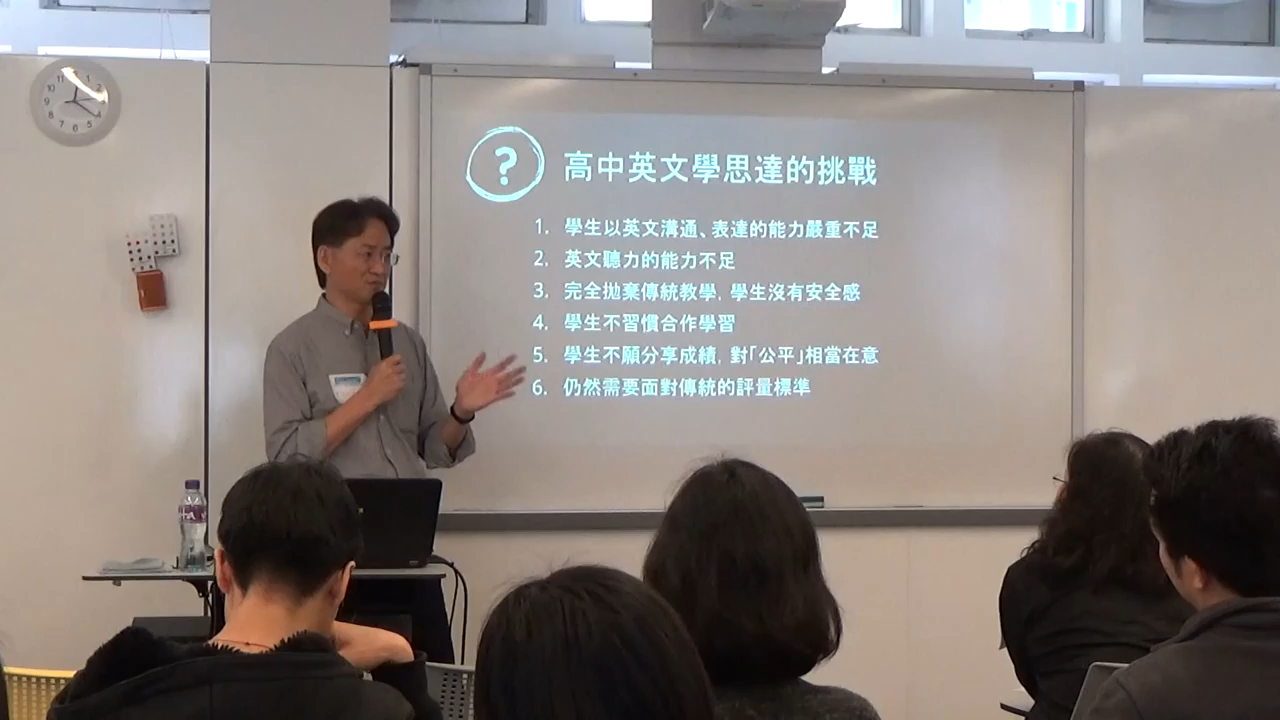 ?
高中英文學思達的挑戰
1. 學生以英文溝通、表達的能力嚴重不足
2. 英文聽力的能力不足
3. 完全拋棄傳統教學, 學生沒有安全感
4. 學生不習慣合作學習
5. 學生不願分享成績, 對「公平」相當在意
6. 仍然需要面對傳統的評量標準